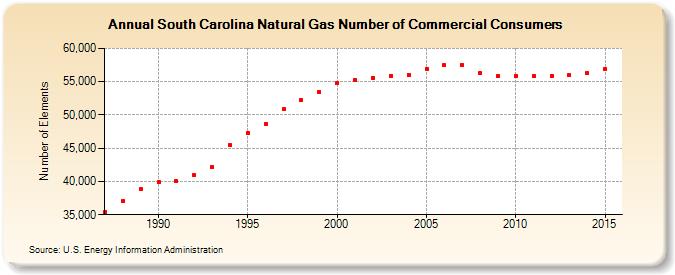 Annual South Carolina Natural Gas Number of Commercial Consumers
Number of Elements
60,000
55,000
50,000
45,000
40,000
35,000
1990 1995 2000 2005 2010 2015
Source: U.S. Energy Information Administration